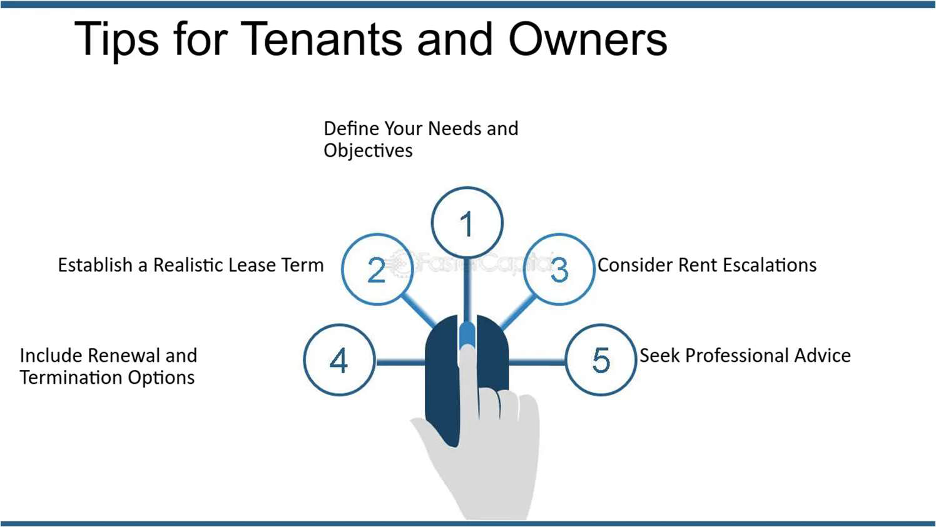 Tips for Tenants and Owners
Define Your Needs and
Objectives
1
Establish a Realistic Lease Term
2
3
Consider Rent Escalations
Include Renewal and
Termination Options
4
5
Seek Professional Advice